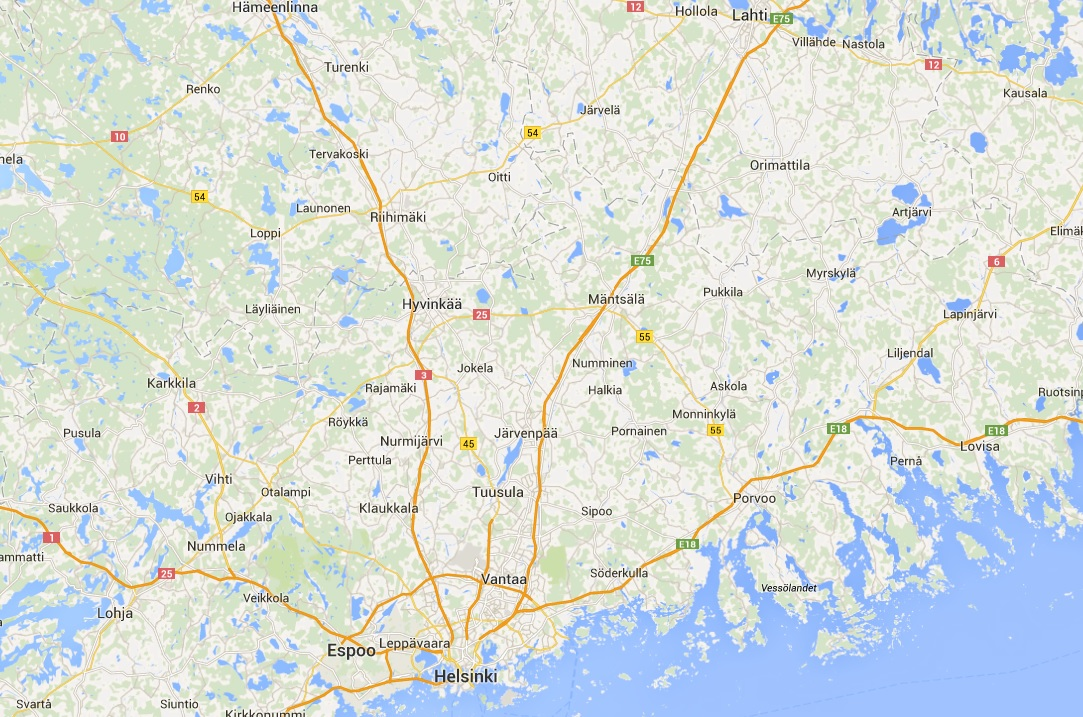 Hämeenlinna
12
Hollola
Lahti
E75
Villähde
Nastola
12
Turenki
Renko
Kausala
Järvelä
54
10
Tervakoski
Orimattila
Oitti
54
Launonen
Riihimäki
Artjärvi
Loppi
6
E75
Myrskylä
Pukkila
Hyvinkää
Mäntsälä
Läyliäinen
25
Lapinjärvi
55
Liljendal
Numminen
Jokela
3
Karkkila
Rajamäki
Halkia
Askola
2
Monninkylä
Röykkä
E18
Pusula
Järvenpää
Pornainen
55
E18
Nurmijärvi
45
Lovisa
Perttula
Pernå
Vihti
Otalampi
Tuusula
Porvoo
Saukkola
Klaukkala
Sipoo
Ojakkala
1
Nummela
E18
25
Vantaa
Söderkulla
Vessölandet
Veikkola
Lohja
Leppävaara
Espoo
Helsinki
Svartå
Siuntio
Kirkkonummi